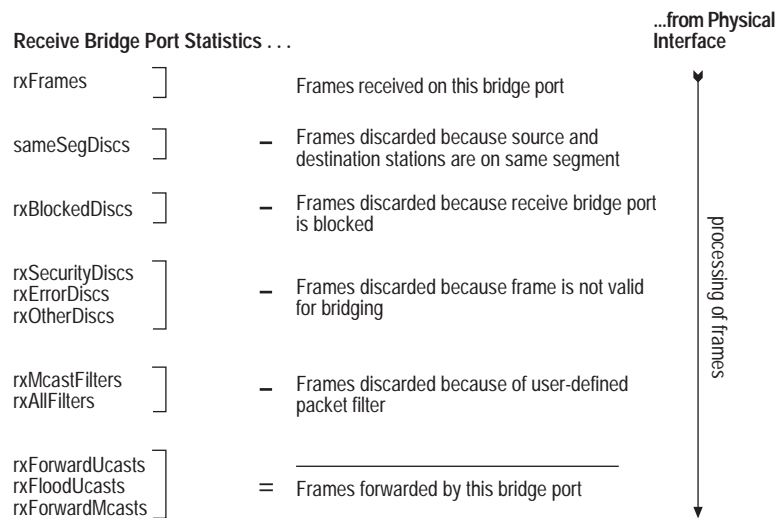 ...from Physical
Interface
Receive Bridge Port Statistics . . .
rxFrames
Frames received on this bridge port
sameSegDiscs
– Frames discarded because source and
destination stations are on same segment
rxBlockedDiscs
– Frames discarded because receive bridge port
is blocked
rxSecurityDiscs
rxErrorDiscs
rxOtherDiscs
– Frames discarded because frame is not valid
for bridging
rxMcastFilters
rxAllFilters
– Frames discarded because of user-defined
packet filter
rxForwardUcasts
rxFloodUcasts
rxForwardMcasts
= Frames forwarded by this bridge port
processing of frames